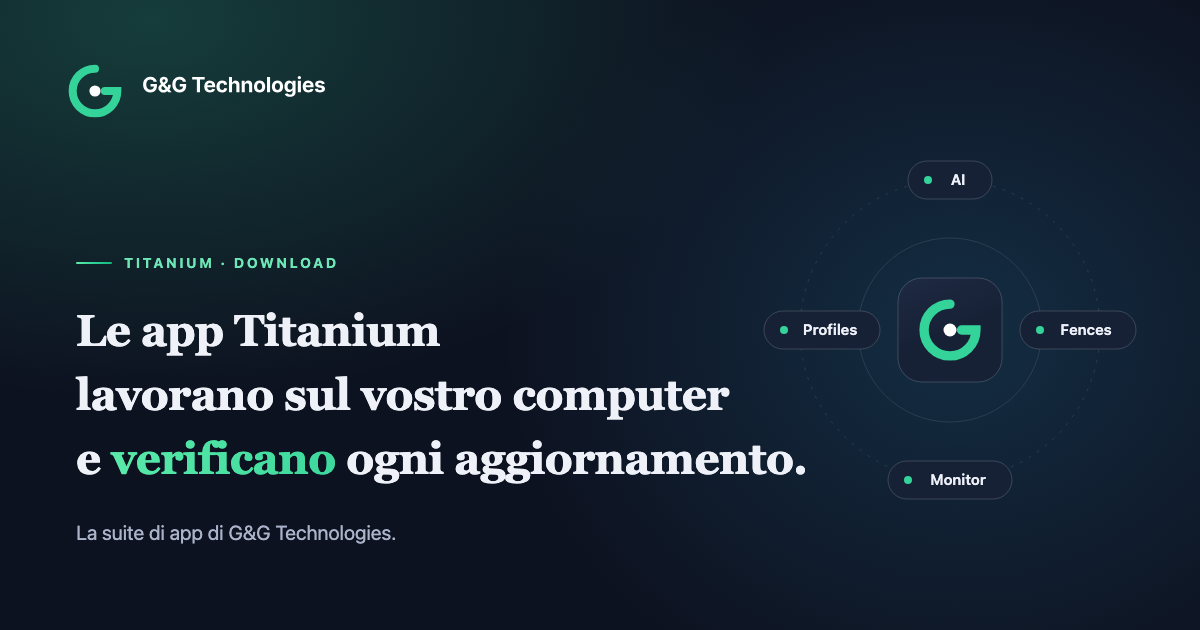 G&G Technologies
TITANIUM · DOWNLOAD
Le app Titanium
lavorano sul vostro computer
e verificano ogni aggiornamento.
La suite di app di G&G Technologies.
AI
Profiles
Fences
Monitor